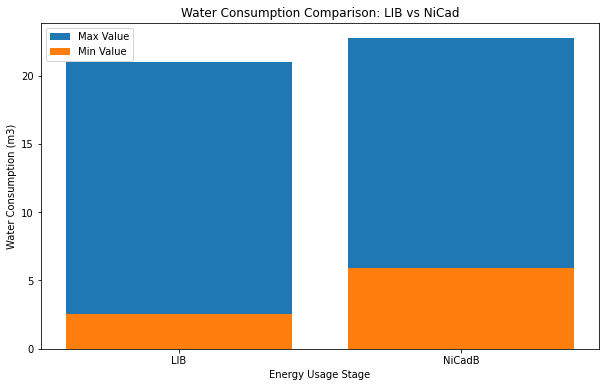 Water Consumption Comparison: LIB vs NiCad
Max Value
Min Value
Water Consumption (m3)
20
15
10
5
0
LIB
NiCadB
Energy Usage Stage